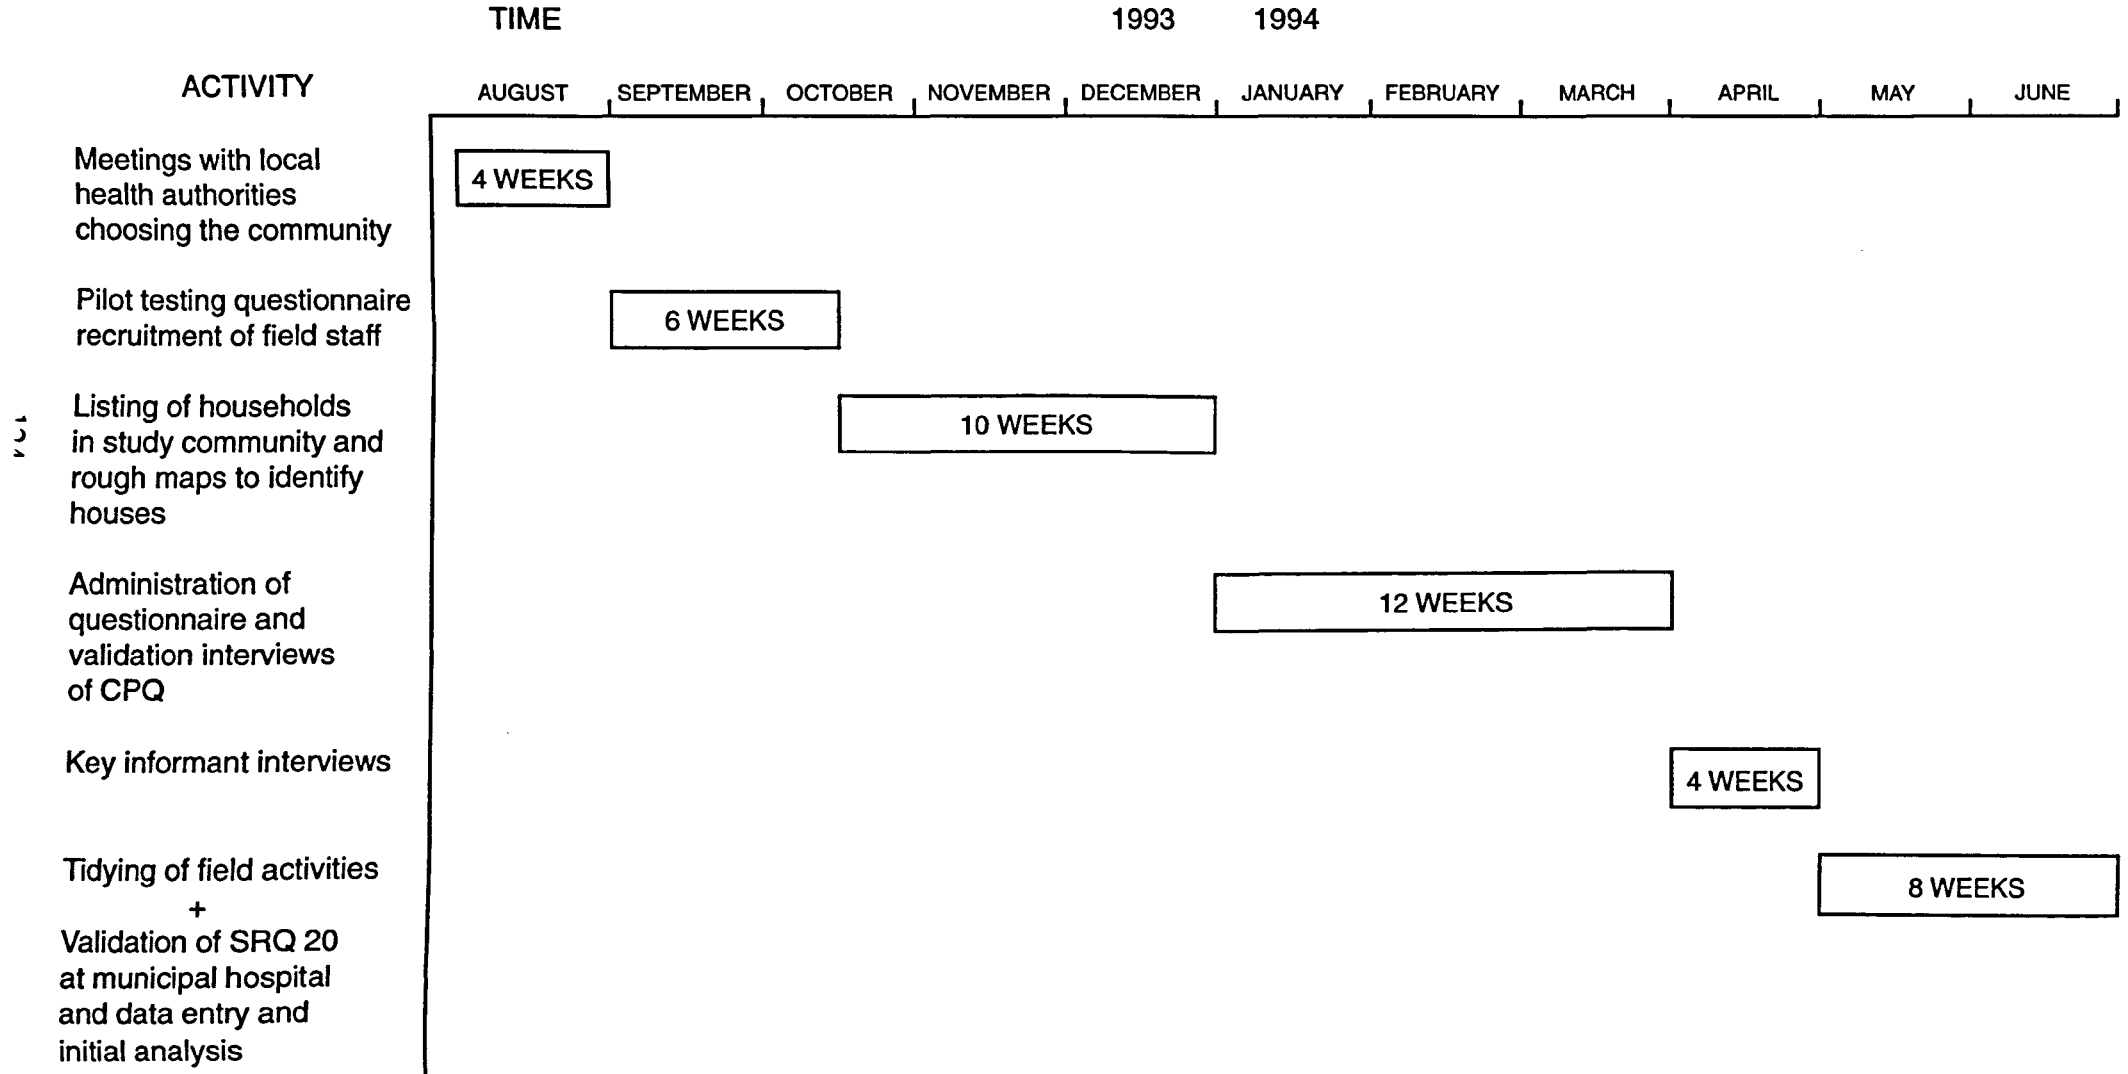 TIME 1993 1994
ACTIVITY AUGUST SEPTEMBER OCTOBER NOVEMBER DECEMBER JANUARY FEBRUARY MARCH APRIL MAY JUNE
Meetings with local
health authorities
choosing the community
4 WEEKS
Pilot testing questionnaire
recruitment of field staff
6 WEEKS
Listing of households
in study community and
rough maps to identify
houses
10 WEEKS
Administration of
questionnaire and
validation interviews
of CPQ
12 WEEKS
Key informant interviews
4 WEEKS
Tidying of field activities
+
Validation of SRQ 20
at municipal hospital
and data entry and
initial analysis
8 WEEKS